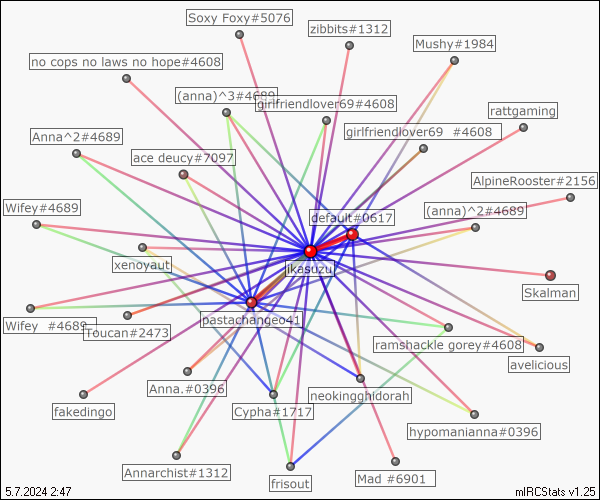 Soxy Foxy#5076
zibbits#1312
Mushy#1984
no cops no laws no hope#4608
(anna)^3#4689
girlfriendlover69#4608
rattgaming
girlfriendlover69 #4608
Anna^2#4689
ace deucy#7097
AlpineRooster#2156
Wifey#4689
default#0617
(anna)^2#4689
xenoyaut
ikasuzu
Skalman
pastachangeo41
Wifey #4689
Toucan#2473
ramshackle gorey#4608
avelicious
Anna.#0396
neokingghidorah
fakedingo
Cypha#1717
hypomanianna#0396
Annarchist#1312
frisout
Mad #6901
5.7.2024 2:47
mIRCStats v1.25